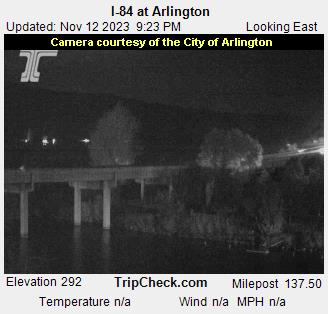 I-84 at Arlington
Updated: Nov 12 2023 9:23 PM Looking East
Camera courtesy of the City of Arlington
Elevation 292 TripCheck.com Milepost 137.50
Temperature n/a Wind n/a MPH n/a